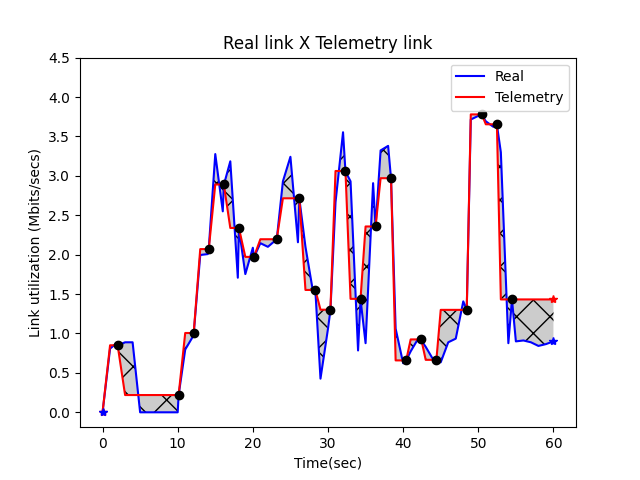 Real link X Telemetry link
Real
Telemetry
Link utilization (Mbits/secs)
4.5
4.0
3.5
3.0
2.5
2.0
1.5
1.0
0.5
0.0
0 10 20 30 40 50 60
Time(sec)